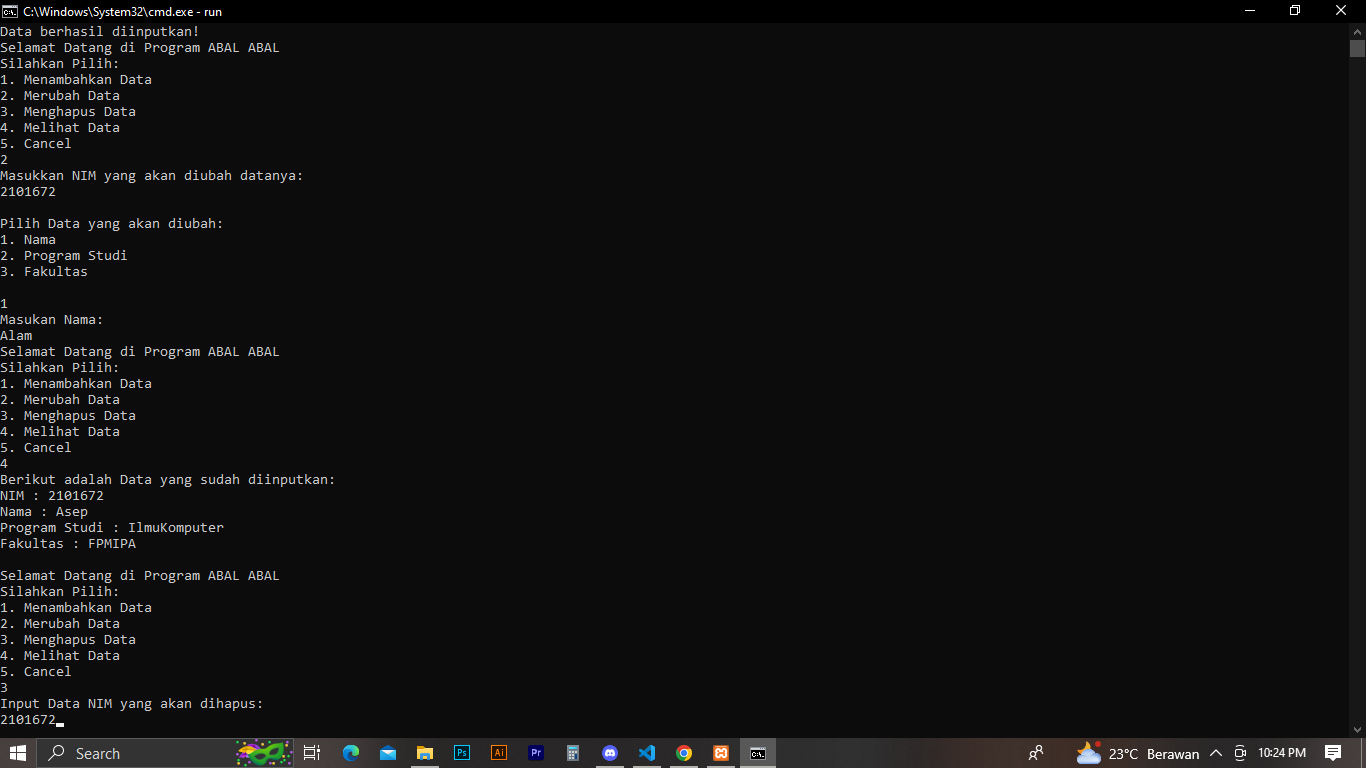 C:\Windows\System32\cmd.exe - run
Data berhasil diinputkan!
Selamat Datang di Program ABAL ABAL
Silahkan Pilih:
1. Menambahkan Data
2. Merubah Data
3. Menghapus Data
4. Melihat Data
5. Cancel
2
Masukkan NIM yang akan diubah datanya:
2101672
Pilih Data yang akan diubah:
1. Nama
2. Program Studi
3. Fakultas
1
Masukan Nama:
Alam
Selamat Datang di Program ABAL ABAL
Silahkan Pilih:
1. Menambahkan Data
2. Merubah Data
3. Menghapus Data
4. Melihat Data
5. Cancel
4
Berikut adalah Data yang sudah diinputkan:
NIM : 2101672
Nama : Asep
Program Studi : IlmuKomputer
Fakultas : FPMIPA
Selamat Datang di Program ABAL ABAL
Silahkan Pilih:
1. Menambahkan Data
2. Merubah Data
3. Menghapus Data
4. Melihat Data
5. Cancel
3
Input Data NIM yang akan dihapus:
2101672
Search Ps Ai Pr 23°C Berawan 10:24 PM